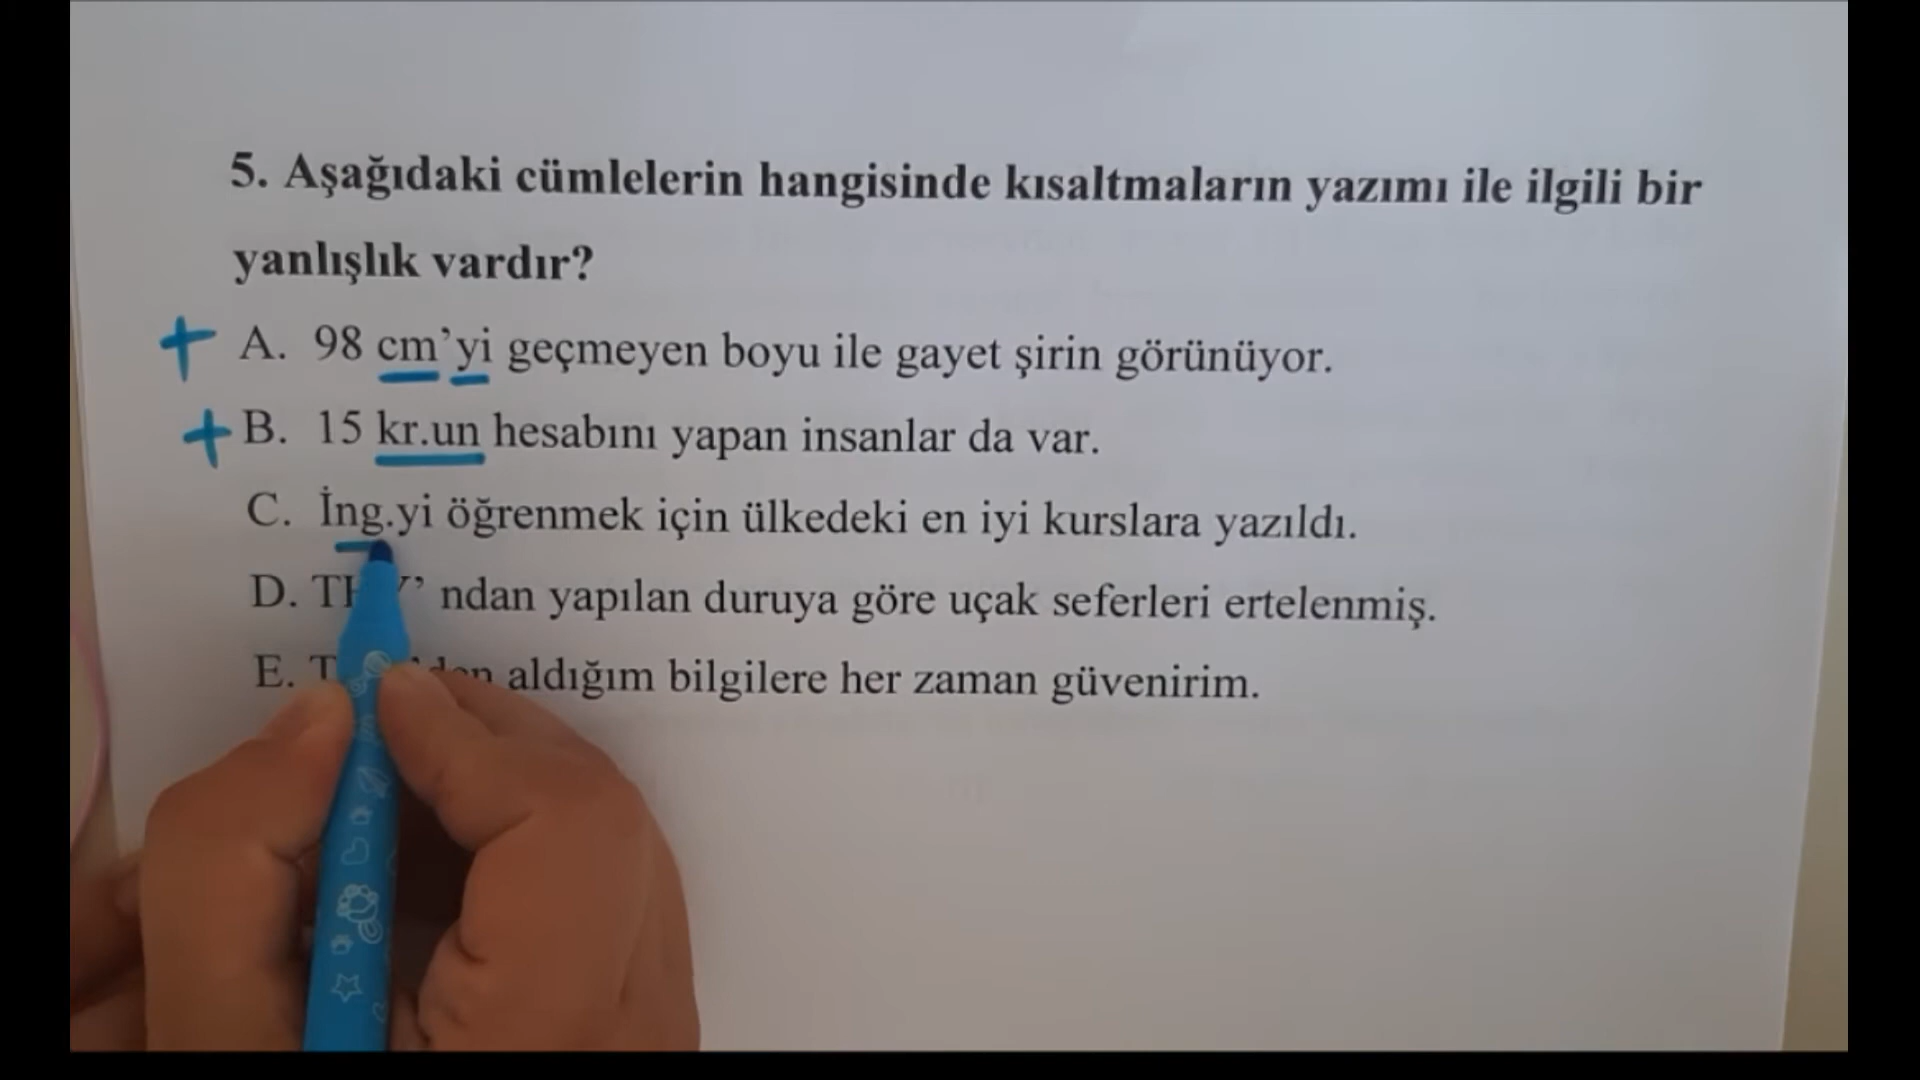 5. Aşağıdaki cümlelerin hangisinde kısaltmaların yazımı ile ilgili bir
yanlışlık vardır?
+ A. 98 cm’yi geçmeyen boyu ile gayet şirin görünüyor.
+ B. 15 kr.un hesabını yapan insanlar da var.
C. İng.yi öğrenmek için ülkedeki en iyi kurslara yazıldı.
D. ’ ndan yapılan duruya göre uçak seferleri ertelenmiş.
E. aldığım bilgilere her zaman güvenirim.